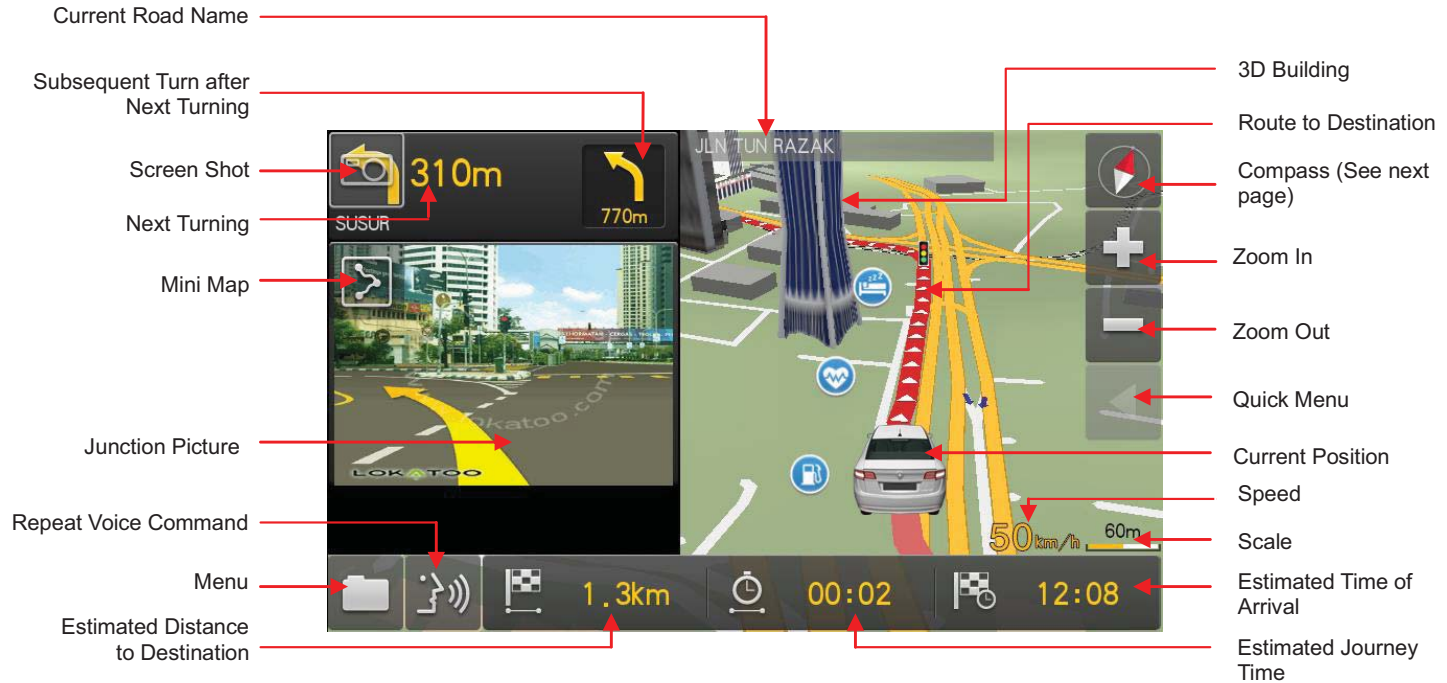 Current Road Name
Subsequent Turn after
Next Turning
Screen Shot
Next Turning
Mini Map
Junction Picture
Repeat Voice Command
Menu
Estimated Distance
to Destination
310m
SUSUR
770m
JLN TUN RAZAK
Lokatoo.com
LOKATOO
zzz
50km/h
60m
1.3km
00:02
12:08
3D Building
Route to Destination
Compass (See next
page)
Zoom In
Zoom Out
Quick Menu
Current Position
Speed
Scale
Estimated Time of
Arrival
Estimated Journey
Time